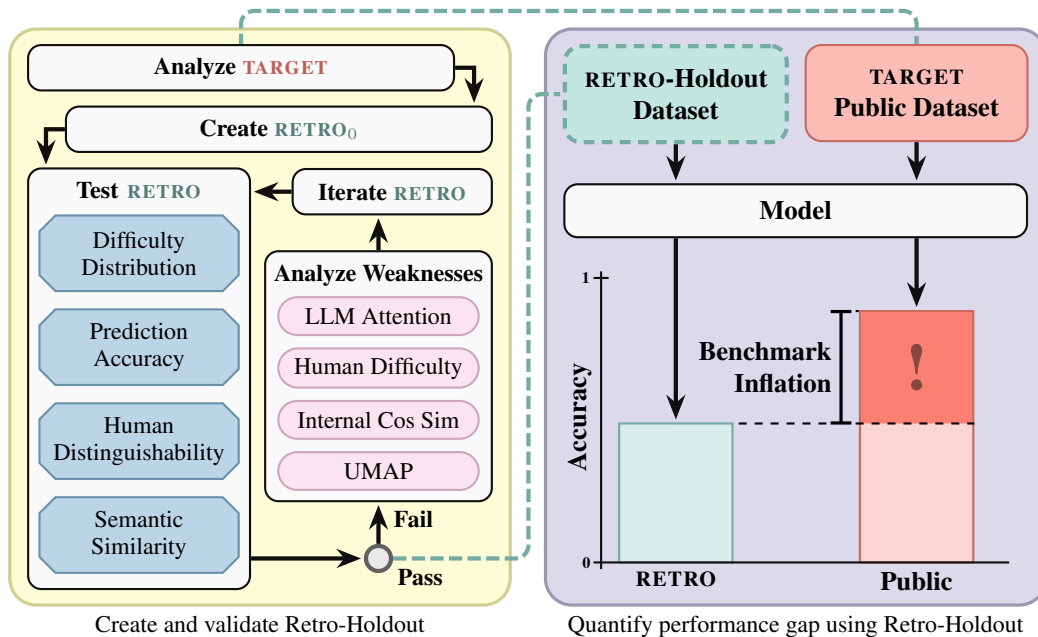 Analyze TARGET
Create RETRO₀
Test RETRO
Difficulty
Distribution
Prediction
Accuracy
Human
Distinguishability
Semantic
Similarity
Iterate RETRO
Analyze Weaknesses
LLM Attention
Human Difficulty
Internal Cos Sim
UMAP
Fail
Pass
Create and validate Retro-Holdout
RETRO-Holdout
Dataset
TARGET
Public Dataset
Model
1
Accuracy
0
Benchmark
Inflation
!
RETRO
Public
Quantify performance gap using Retro-Holdout